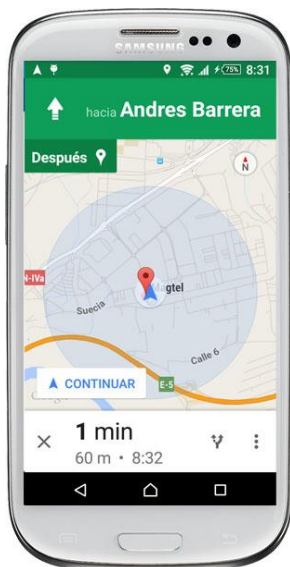 SAMSUNG
75% 8:31
hacia Andres Barrera
Después
N
N-IVa
Magtel
Suecia
Calle 6
CONTINUAR
E-5
1 min
60 m • 8:32